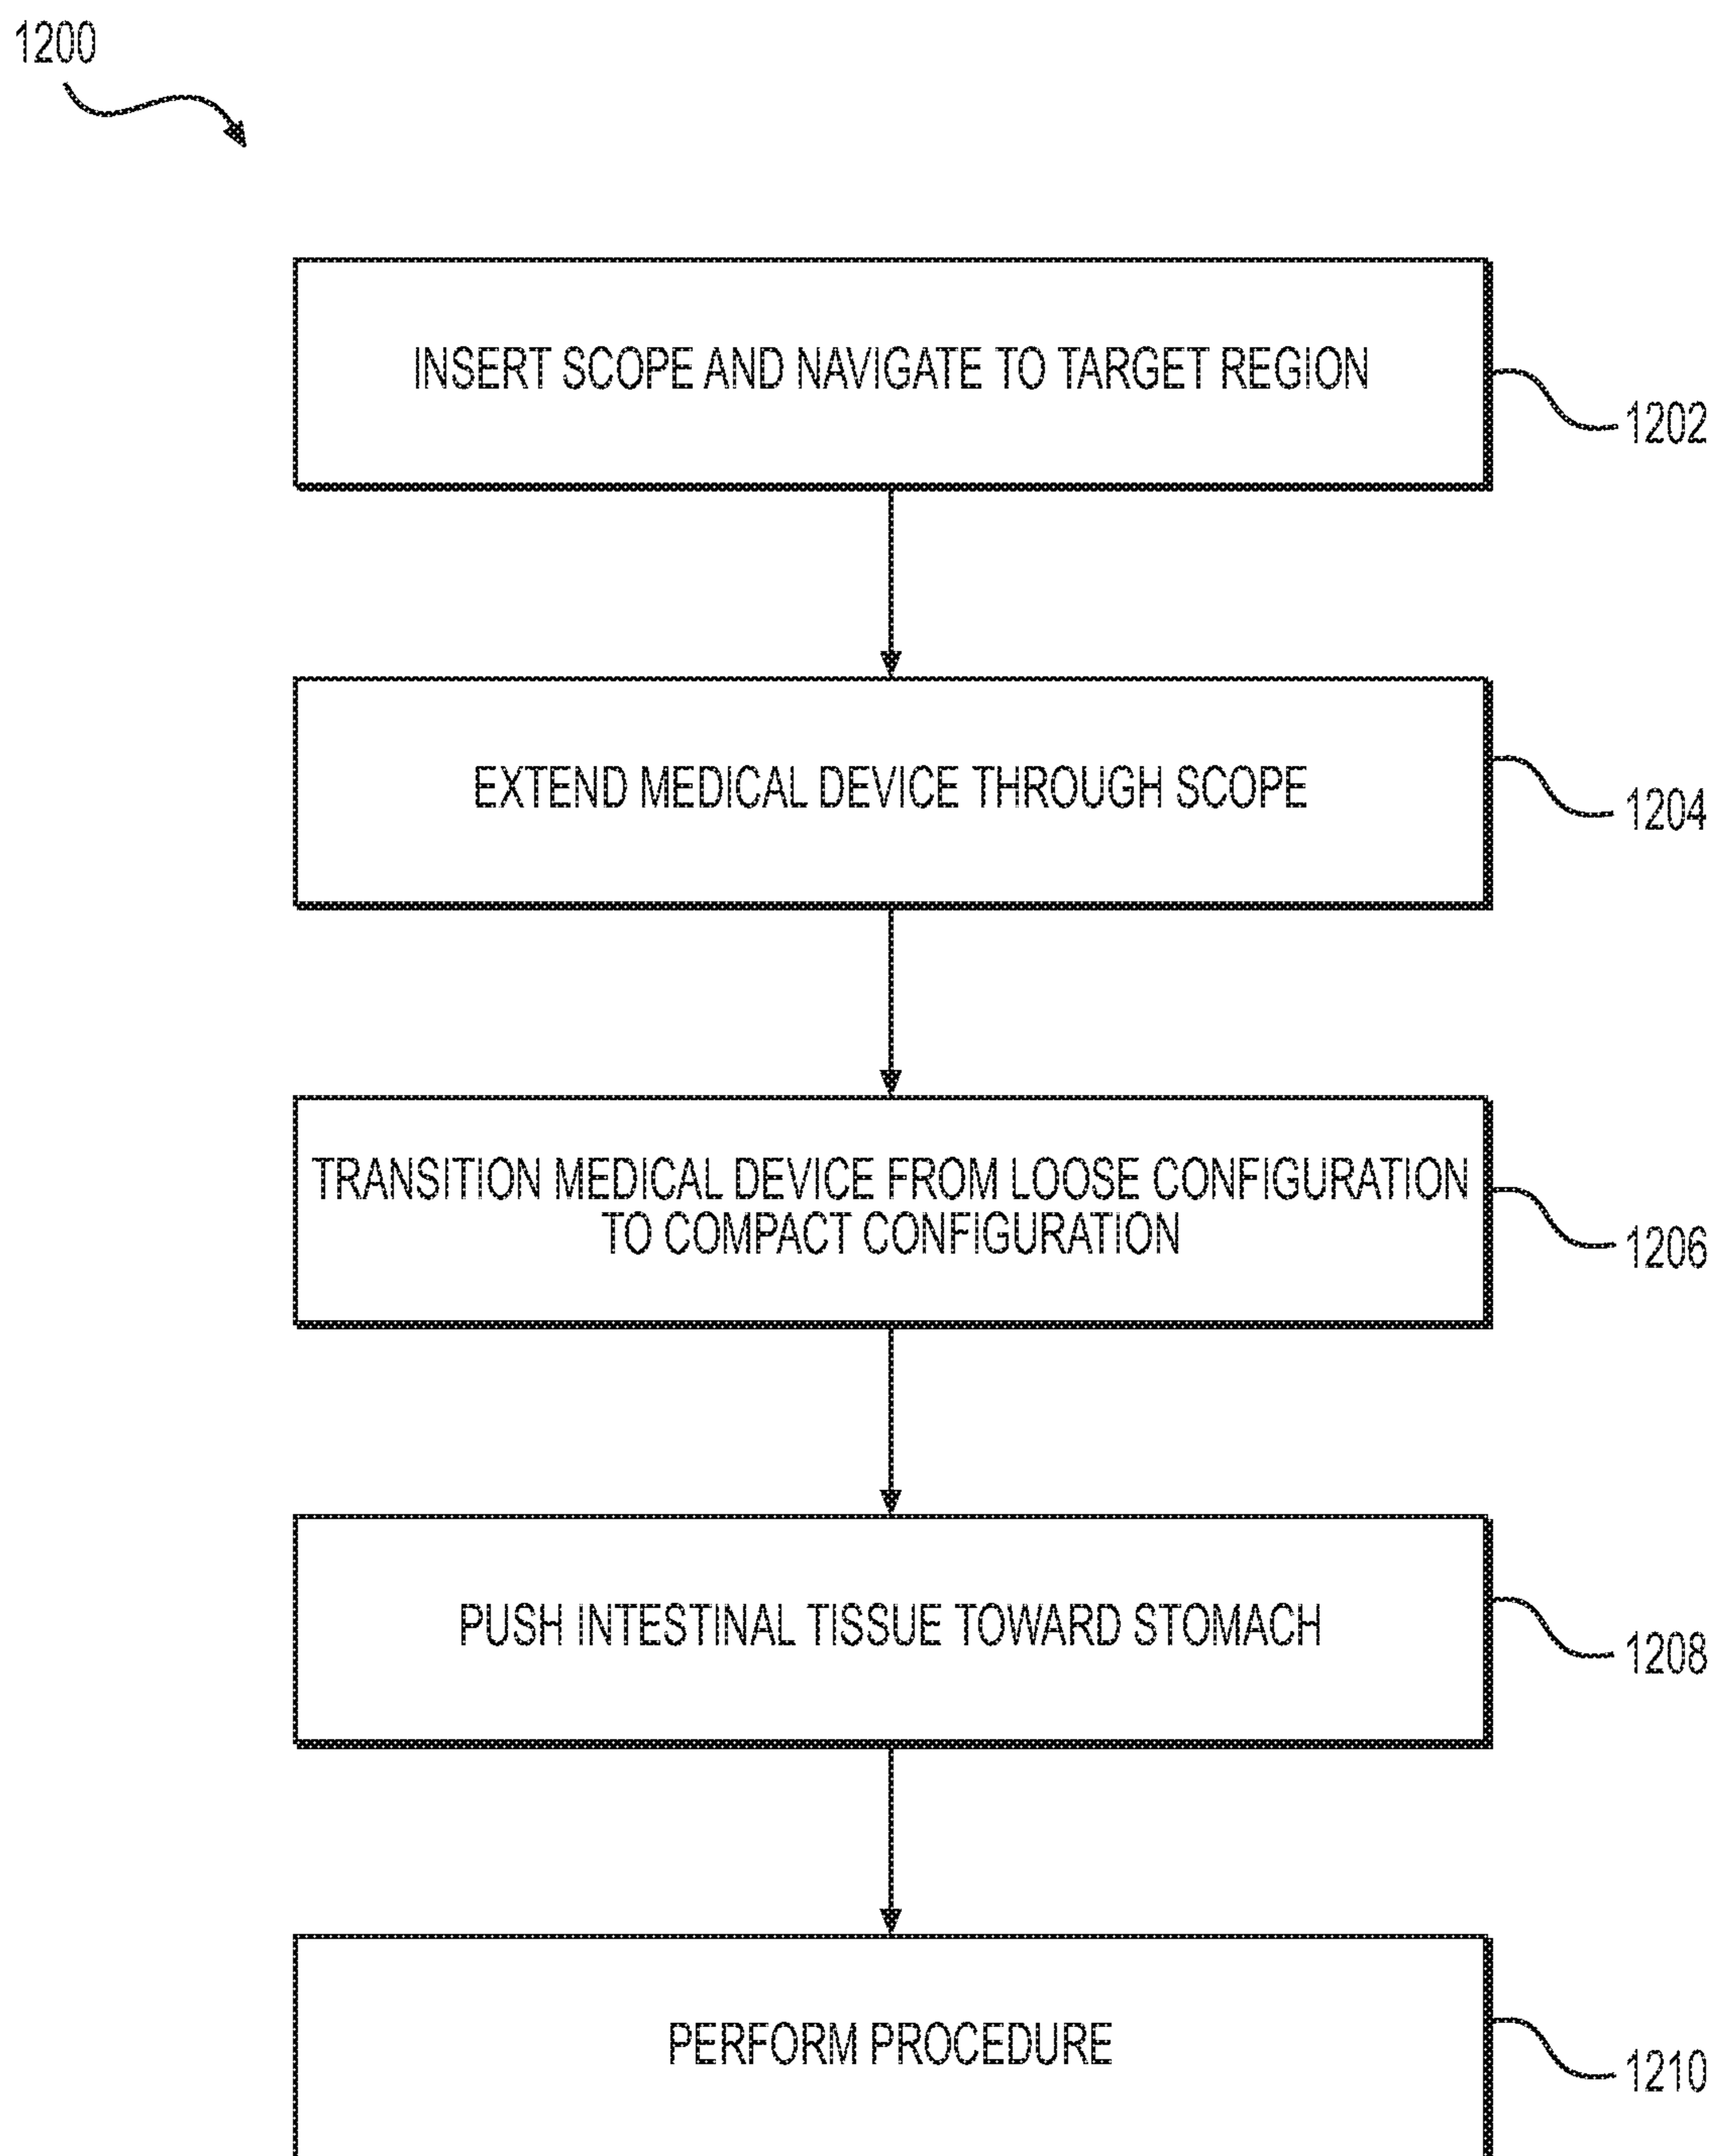 1200
INSERT SCOPE AND NAVIGATE TO TARGET REGION
1202
EXTEND MEDICAL DEVICE THROUGH SCOPE
1204
TRANSITION MEDICAL DEVICE FROM LOOSE CONFIGURATION
TO COMPACT CONFIGURATION
1206
PUSH INTESTINAL TISSUE TOWARD STOMACH
1208
PERFORM PROCEDURE
1210